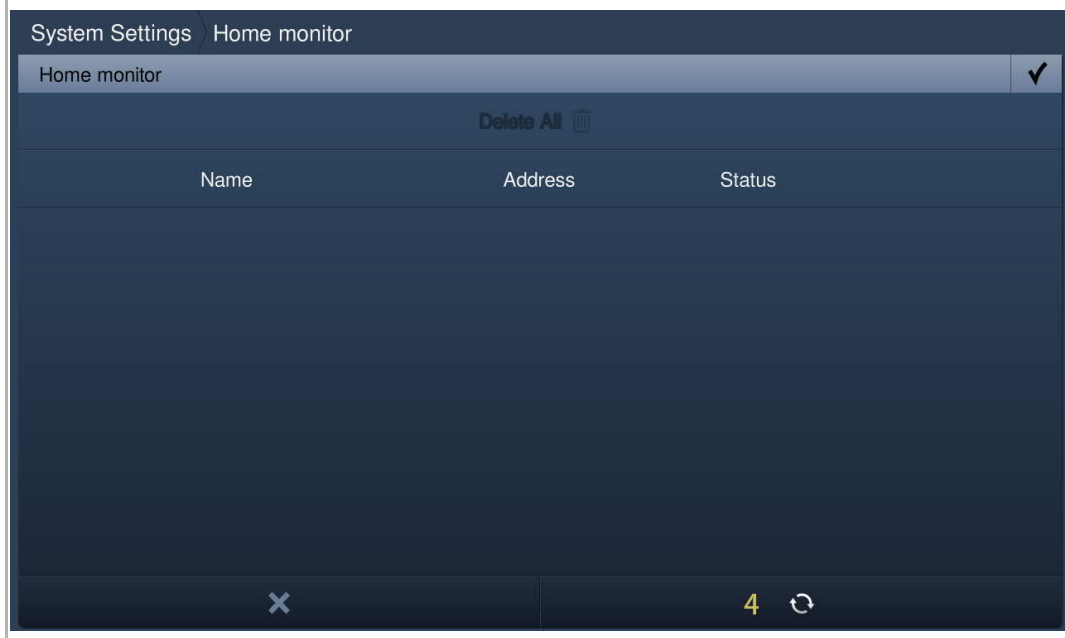 System Settings Home monitor
Home monitor
Delete All
Name Address Status
4